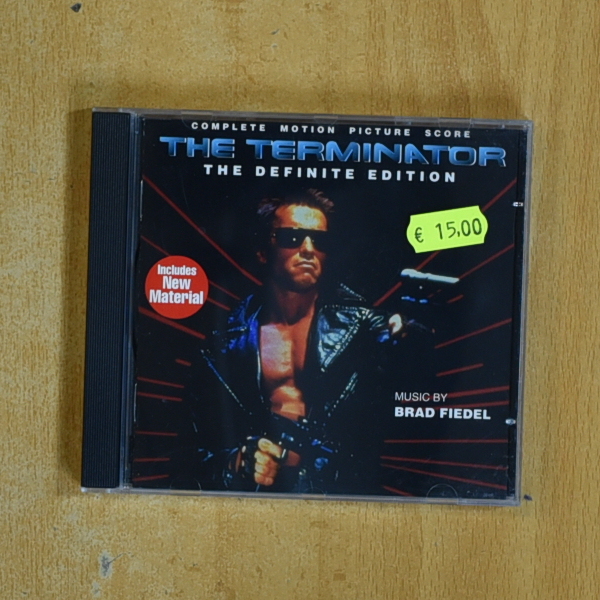 COMPLETE MOTION PICTURE SCORE
THE TERMINATOR
THE DEFINITE EDITION
€ 15,00
Includes
New
Material
MUSIC BY
BRAD FIEDEL